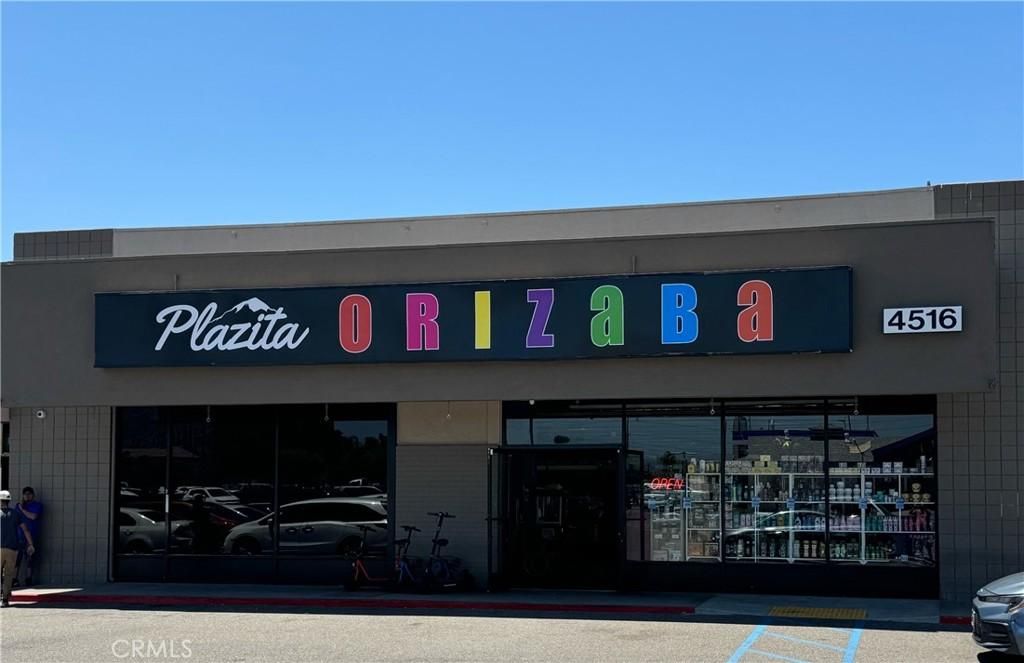 Plazita ORIZaBa
4516
OPEN
CRMLS